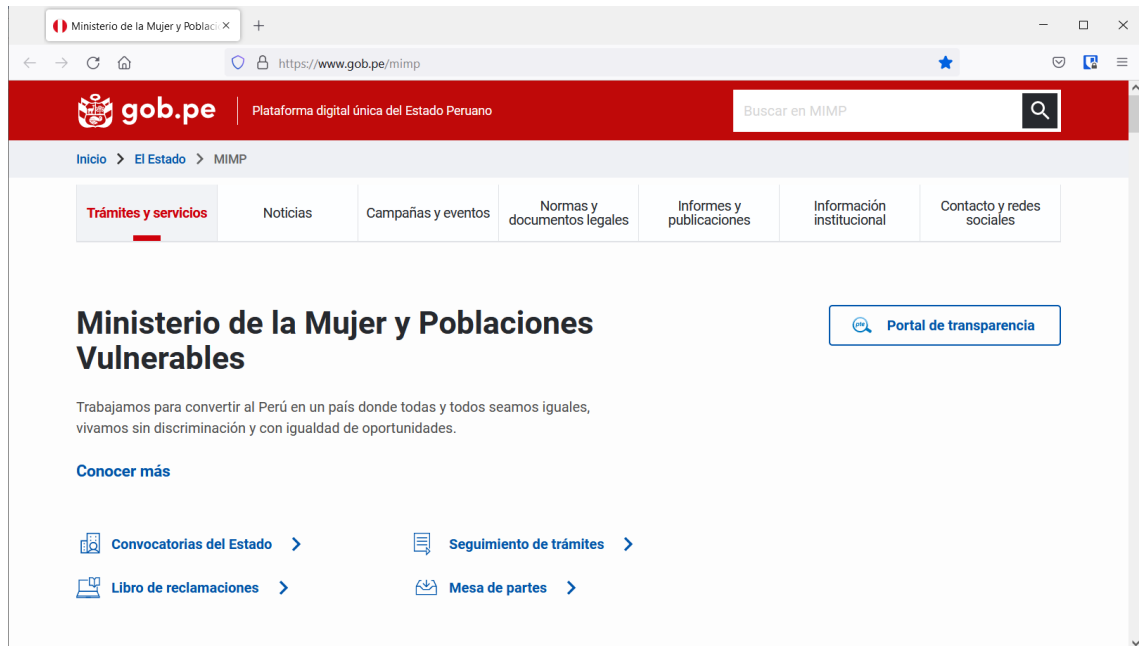 Ministerio de la Mujer y Poblaci
https://www.gob.pe/mimp
gob.pe
Plataforma digital única del Estado Peruano
Buscar en MIMP
Inicio > El Estado > MIMP
Trámites y servicios
Noticias
Campañas y eventos
Normas y
documentos legales
Informes y
publicaciones
Información
institucional
Contacto y redes
sociales
Ministerio de la Mujer y Poblaciones
Vulnerables
pte
Portal de transparencia
Trabajamos para convertir al Perú en un país donde todas y todos seamos iguales,
vivamos sin discriminación y con igualdad de oportunidades.
Conocer más
Convocatorias del Estado
Seguimiento de trámites
Libro de reclamaciones
Mesa de partes